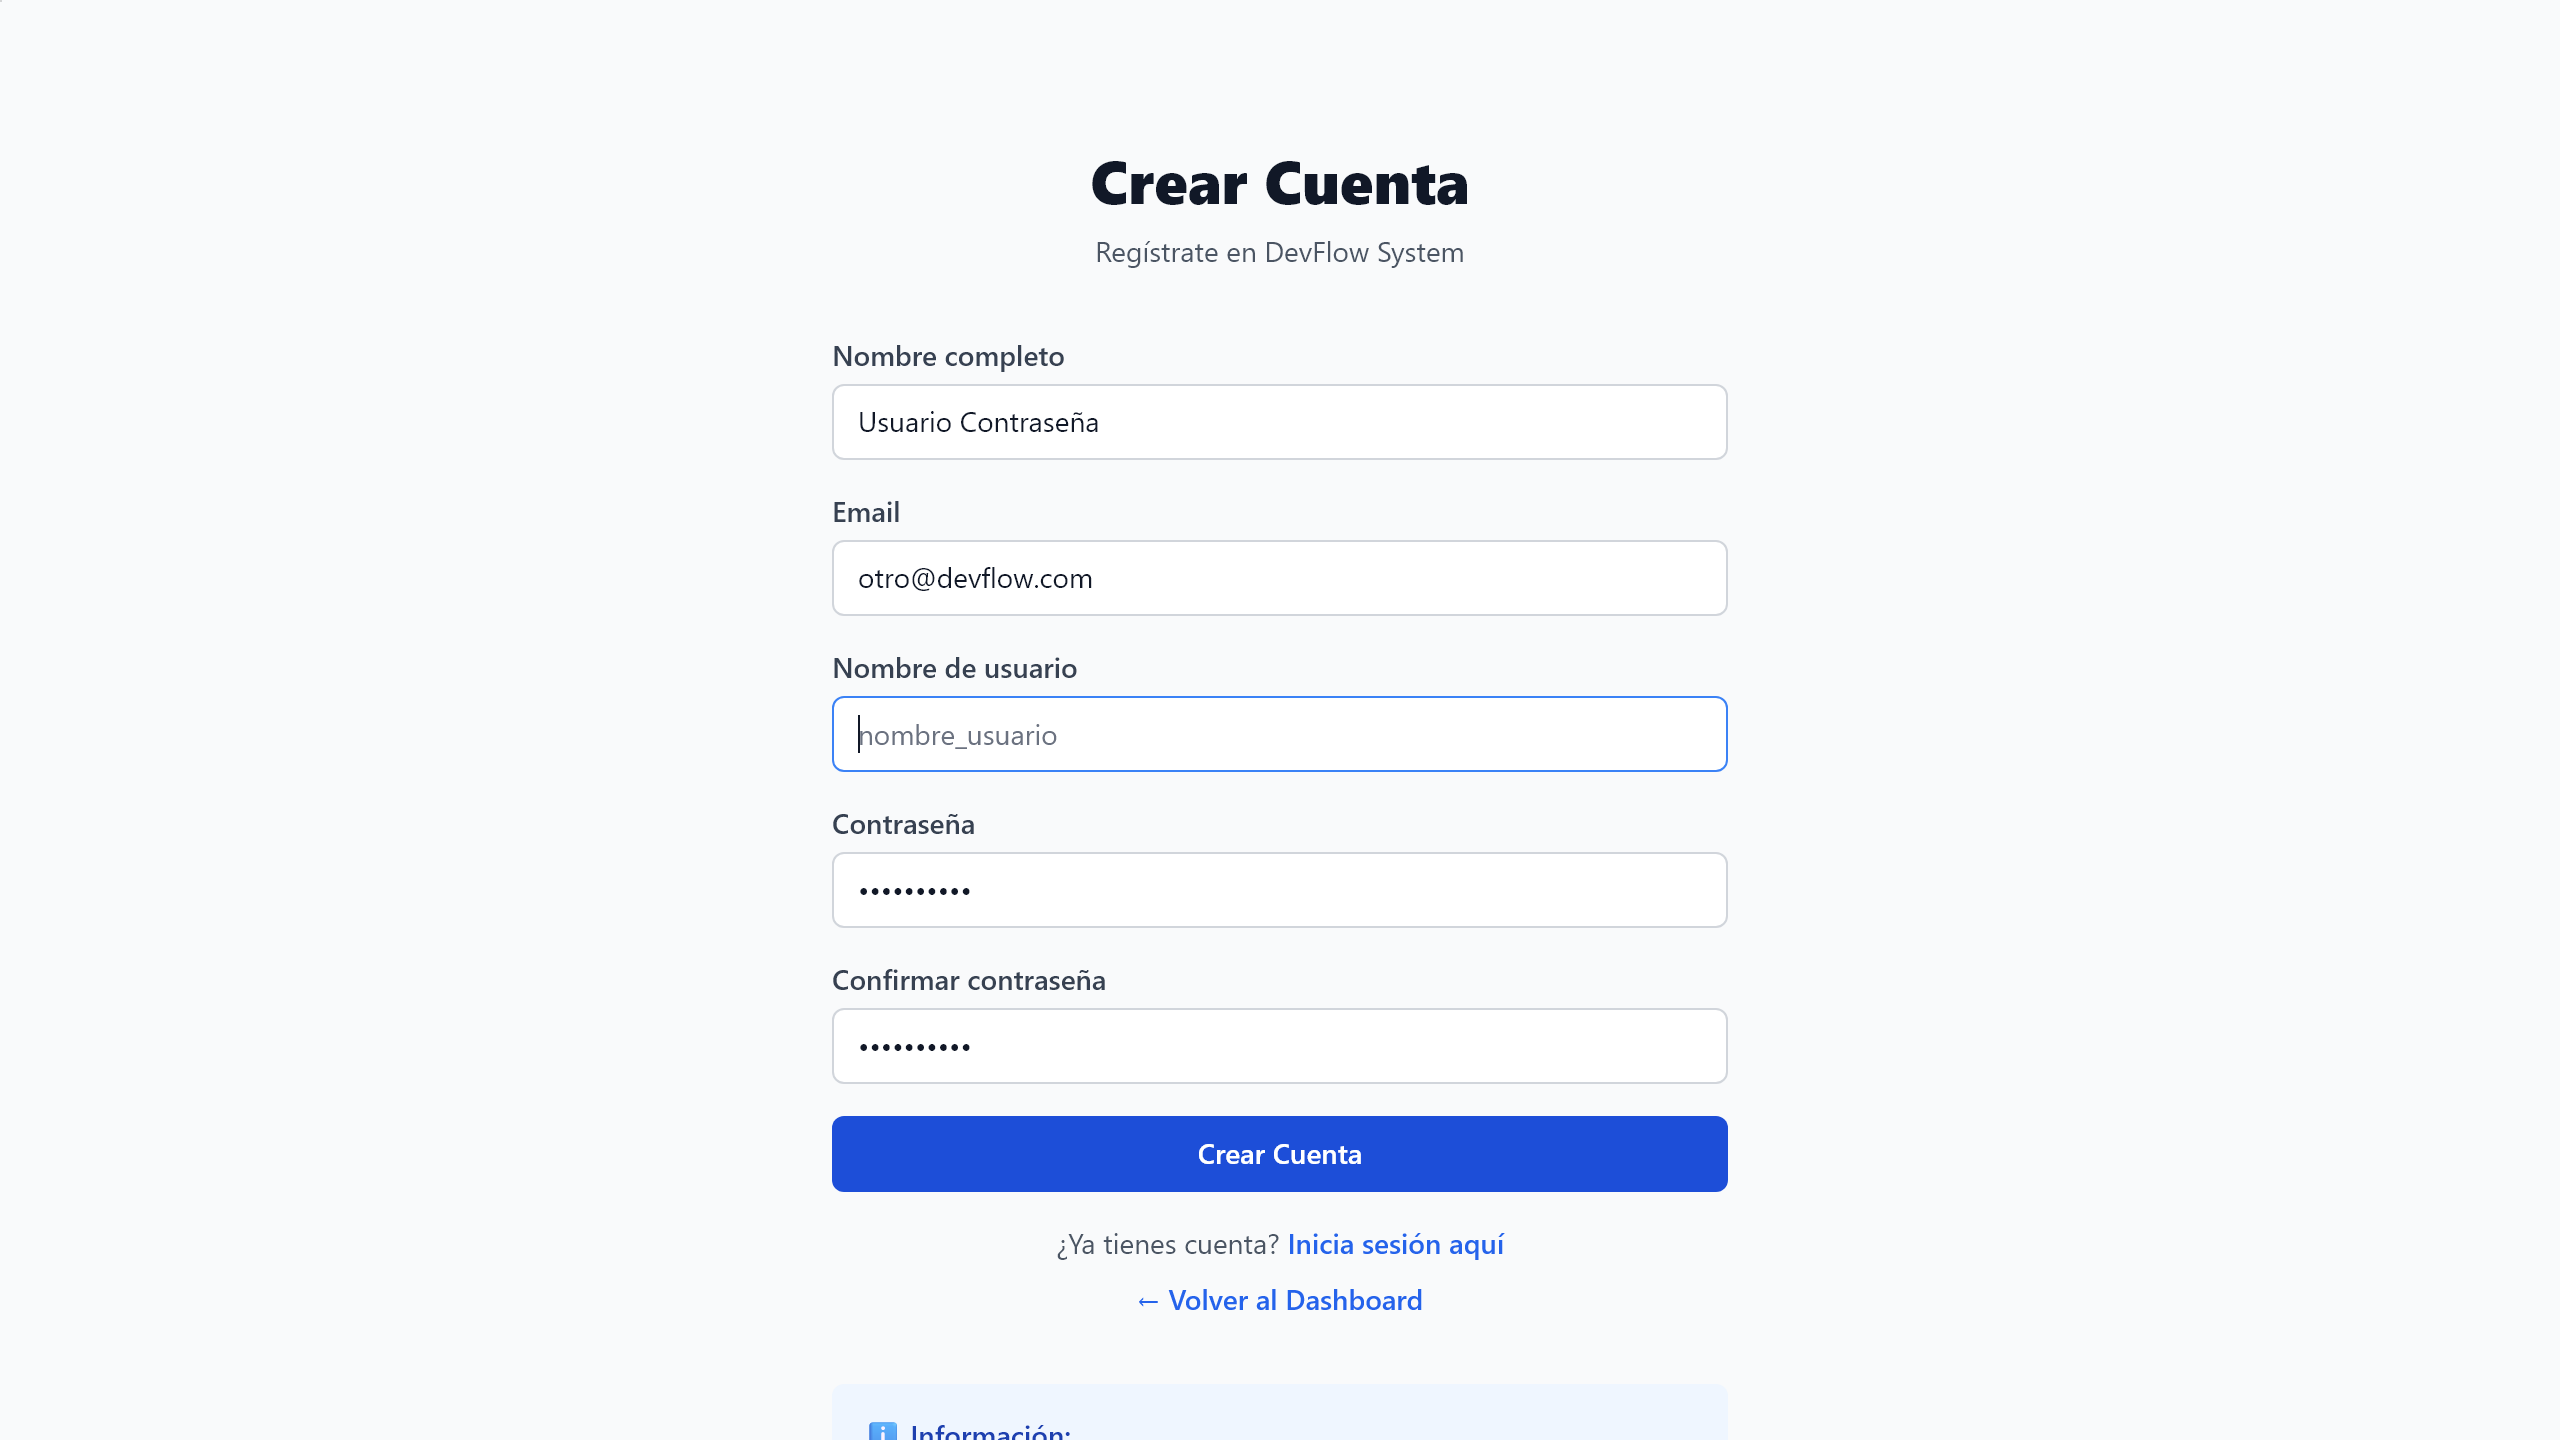 Crear Cuenta
Regístrate en DevFlow System
Nombre completo
Usuario Contraseña
Email
otro@devflow.com
Nombre de usuario
nombre_usuario
Contraseña
••••••••••
Confirmar contraseña
••••••••••
Crear Cuenta
¿Ya tienes cuenta? Inicia sesión aquí
← Volver al Dashboard
ℹ️ Información: